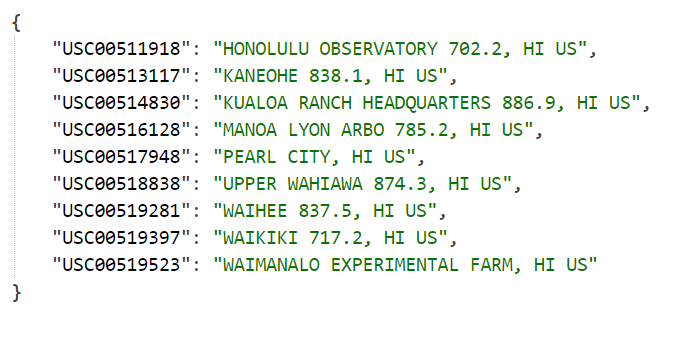 {
"USC00511918": "HONOLULU OBSERVATORY 702.2, HI US",
"USC00513117": "KANEOHE 838.1, HI US",
"USC00514830": "KUALOA RANCH HEADQUARTERS 886.9, HI US",
"USC00516128": "MANOA LYON ARBO 785.2, HI US",
"USC00517948": "PEARL CITY, HI US",
"USC00518838": "UPPER WAHIAWA 874.3, HI US",
"USC00519281": "WAIHEE 837.5, HI US",
"USC00519397": "WAIKIKI 717.2, HI US",
"USC00519523": "WAIMANALO EXPERIMENTAL FARM, HI US"
}